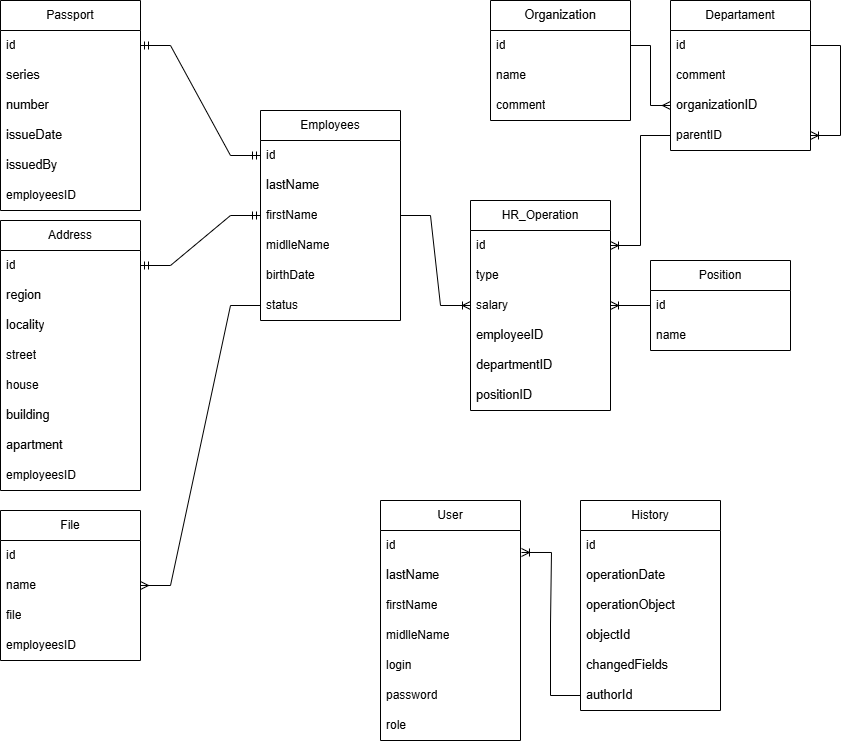 Passport
id
series
number
issueDate
issuedBy
employeesID
Address
id
region
locality
street
house
building
apartment
employeesID
File
id
name
file
employeesID
Employees
id
lastName
firstName
midlleName
birthDate
status
Organization
id
name
comment
Departament
id
comment
organizationID
parentID
HR_Operation
id
type
salary
employeeID
departmentID
positionID
Position
id
name
User
id
lastName
firstName
midlleName
login
password
role
History
id
operationDate
operationObject
objectId
changedFields
authorId